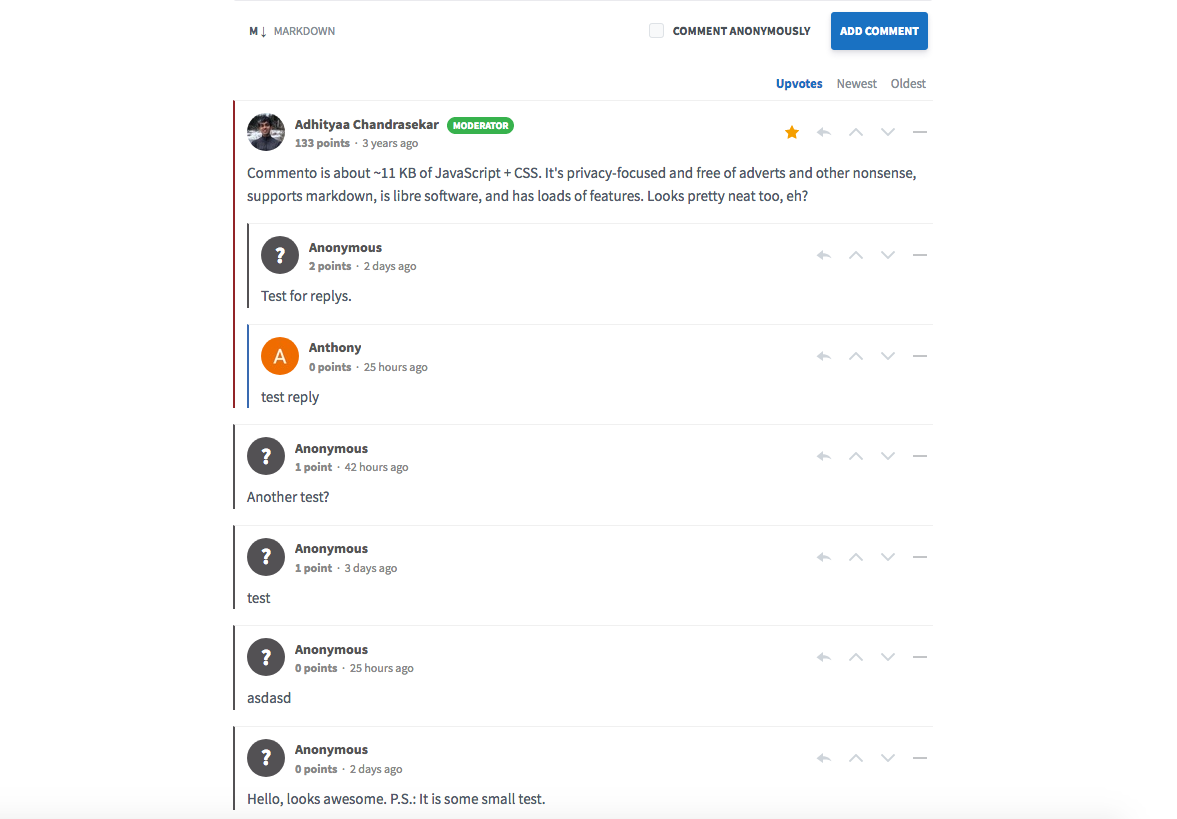 M↓ MARKDOWN COMMENT ANONYMOUSLY ADD COMMENT
Upvotes Newest Oldest
Adhityaa Chandrasekar MODERATOR
133 points · 3 years ago
Commento is about ~11 KB of JavaScript + CSS. It's privacy-focused and free of adverts and other nonsense,
supports markdown, is libre software, and has loads of features. Looks pretty neat too, eh?
? Anonymous
2 points · 2 days ago
Test for replys.
A Anthony
0 points · 25 hours ago
test reply
? Anonymous
1 point · 42 hours ago
Another test?
? Anonymous
1 point · 3 days ago
test
? Anonymous
0 points · 25 hours ago
asdasd
? Anonymous
0 points · 2 days ago
Hello, looks awesome. P.S.: It is some small test.